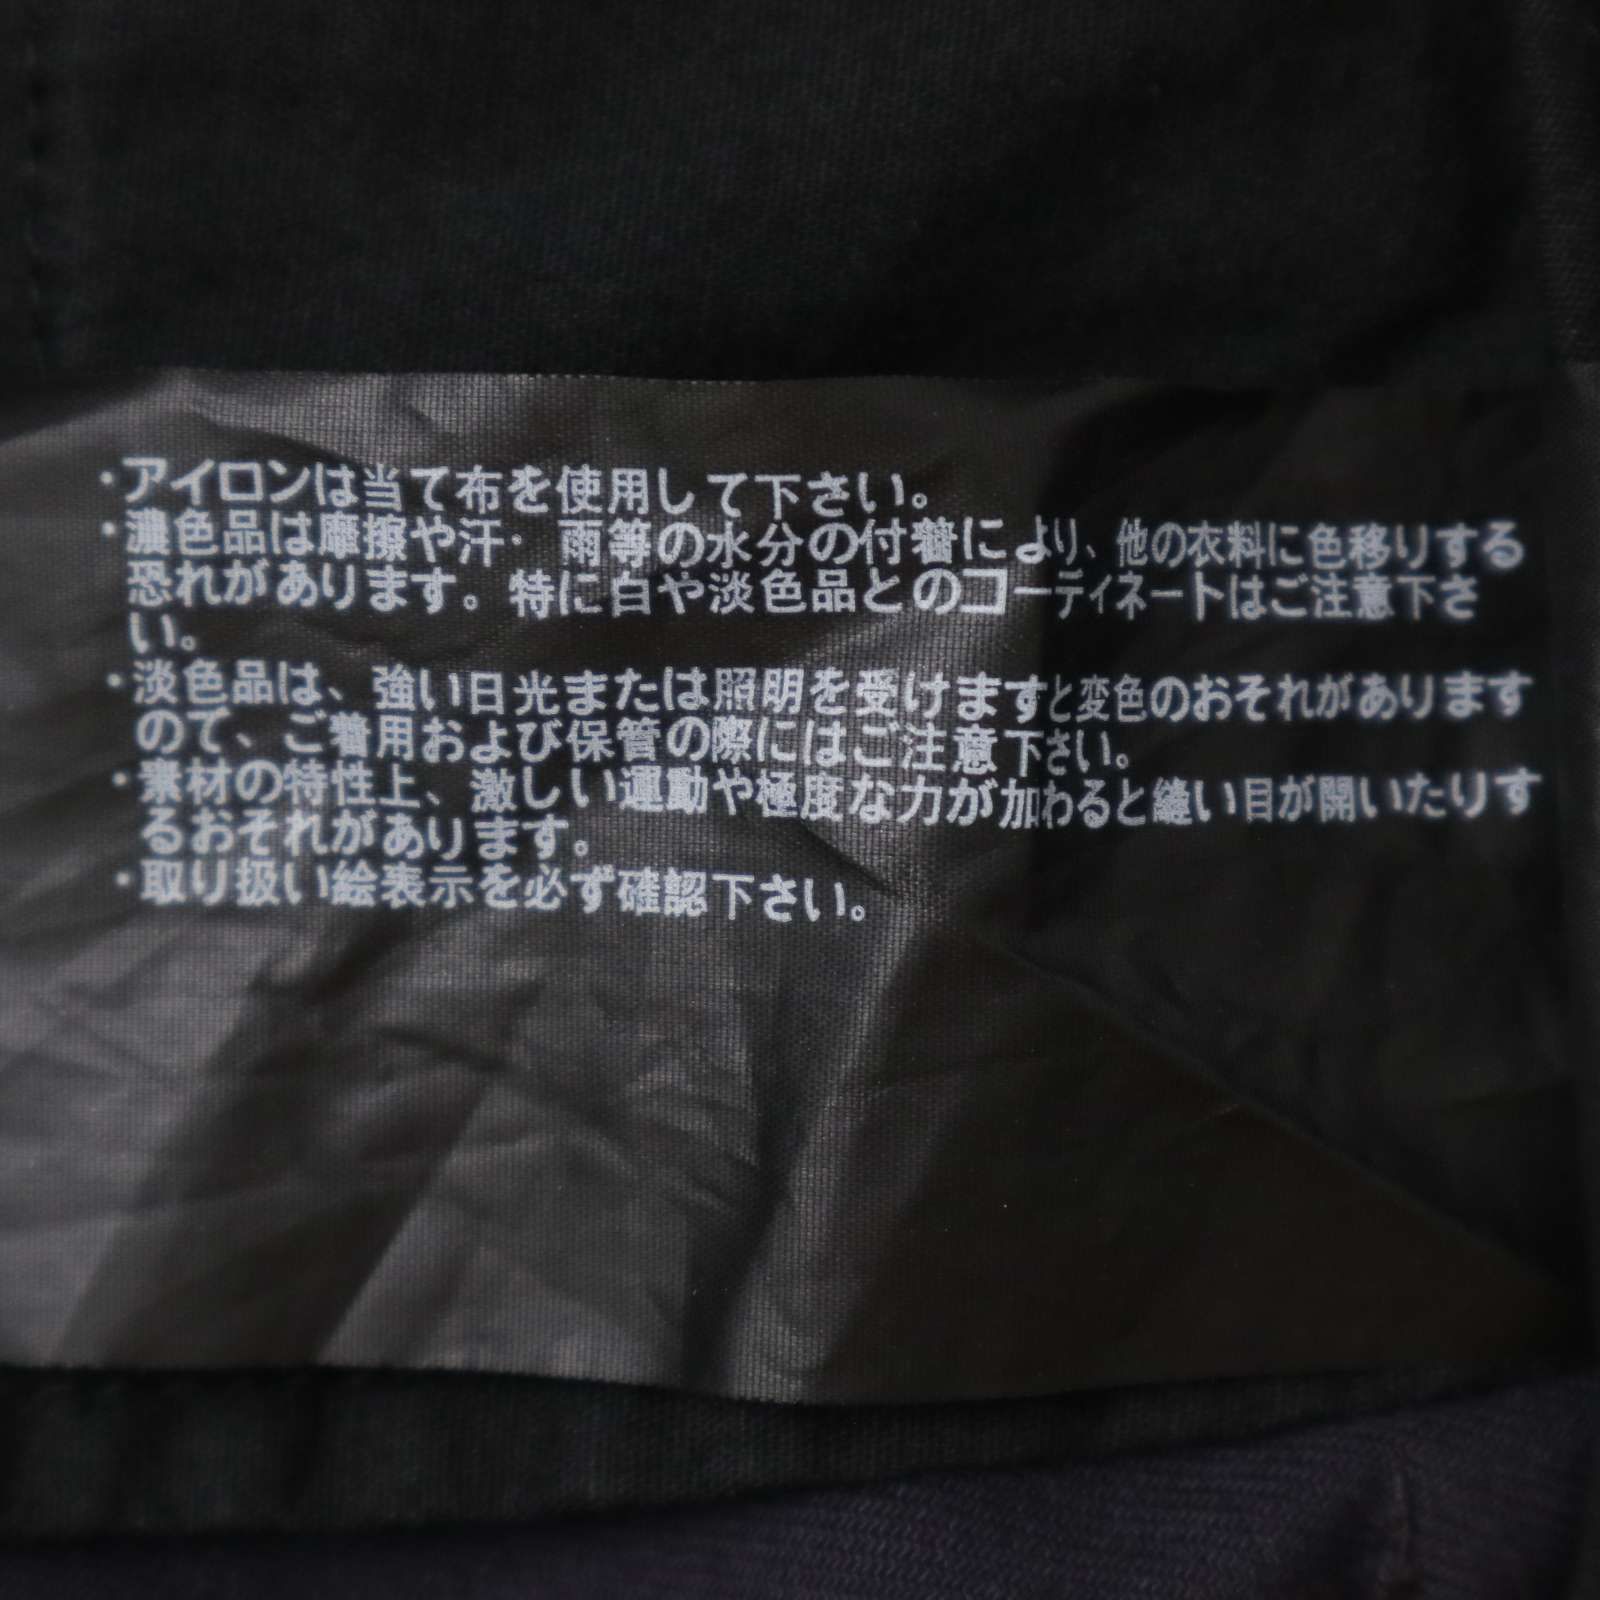 ・アイロンは当て布を使用して下さい。
・濃色品は摩擦や汗・雨等の水分の付着により、他の衣料に色移りする
恐れがあります。特に白や淡色品とのコーディネートはご注意下さ
い。
・淡色品は、強い日光または照明を受けますと変色のおそれがあります
ので、ご着用および保管の際にはご注意下さい。
・素材の特性上、激しい運動や極度な力が加わると縫い目が開いたりす
るおそれがあります。
・取り扱い絵表示を必ず確認下さい。